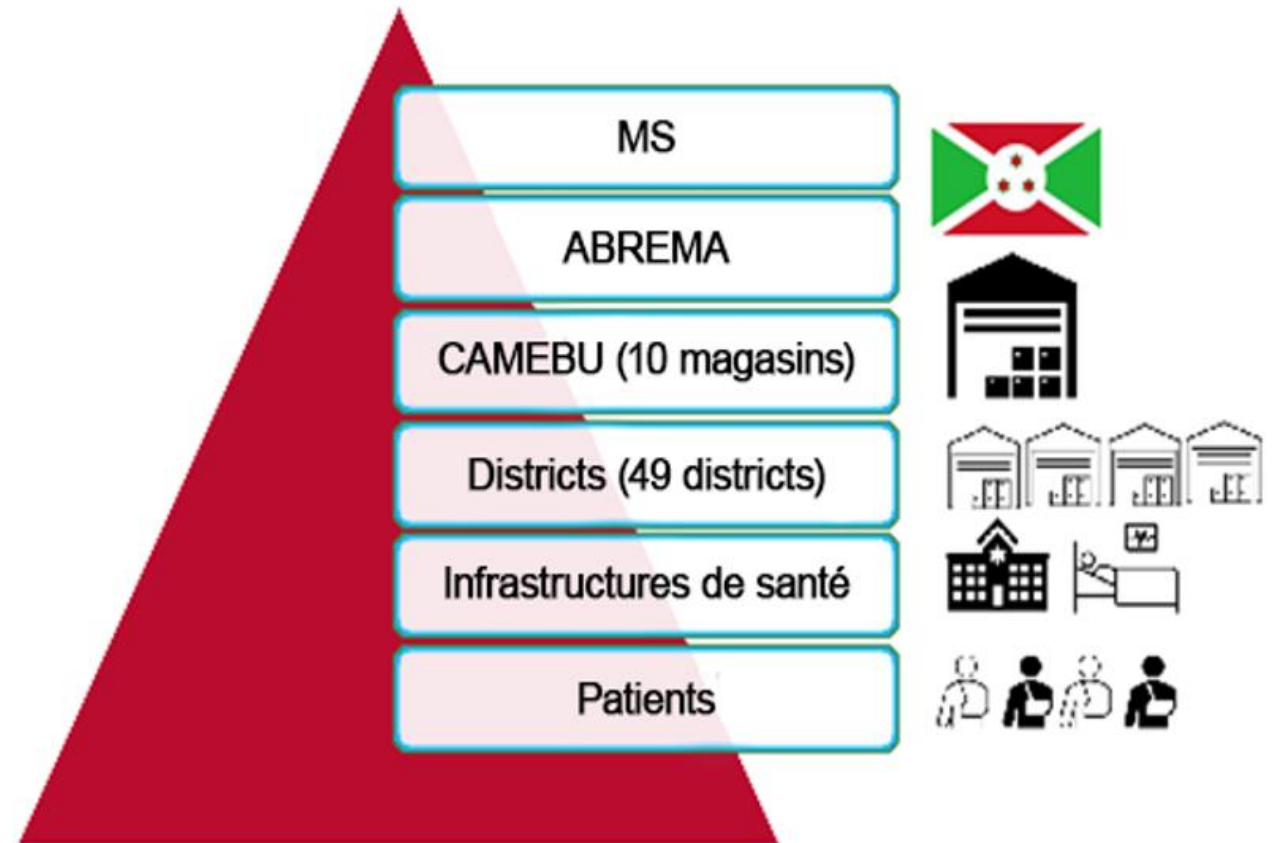 MS
ABREMA
CAMEBU (10 magasins)
Districts (49 districts)
Infrastructures de santé
Patients